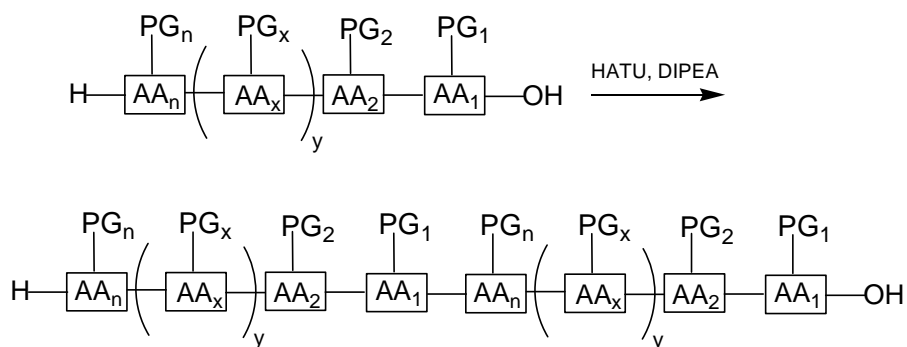 PGn PGx PG2 PG1
H AAn ( AAx ) y AA2 AA1 OH HATU, DIPEA
PGn PGx PG2 PG1 PGn PGx PG2 PG1
H AAn ( AAx ) y AA2 AA1 AAn ( AAx ) y AA2 AA1 OH